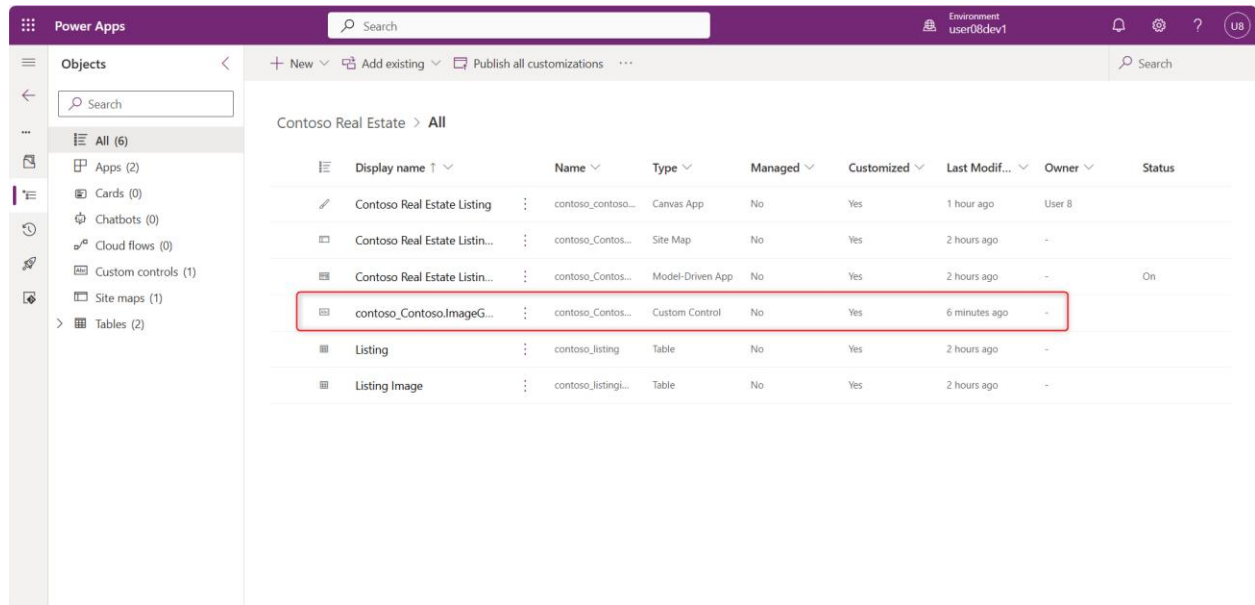 Power Apps
Search
Environment
user08dev1
?
U8
Objects
New
Add existing
Publish all customizations
...
Search
Search
Contoso Real Estate > All
All (6)
Apps (2)
Cards (0)
Chatbots (0)
Cloud flows (0)
Custom controls (1)
Site maps (1)
Tables (2)
Display name ↑ Name Type Managed Customized Last Modif... Owner Status
Contoso Real Estate Listing contoso_contoso... Canvas App No Yes 1 hour ago User 8
Contoso Real Estate Listin... contoso_Contos... Site Map No Yes 2 hours ago -
Contoso Real Estate Listin... contoso_Contos... Model-Driven App No Yes 2 hours ago - On
contoso_Contoso.ImageG... contoso_Contos... Custom Control No Yes 6 minutes ago -
Listing contoso_listing Table No Yes 2 hours ago -
Listing Image contoso_listingi... Table No Yes 2 hours ago -